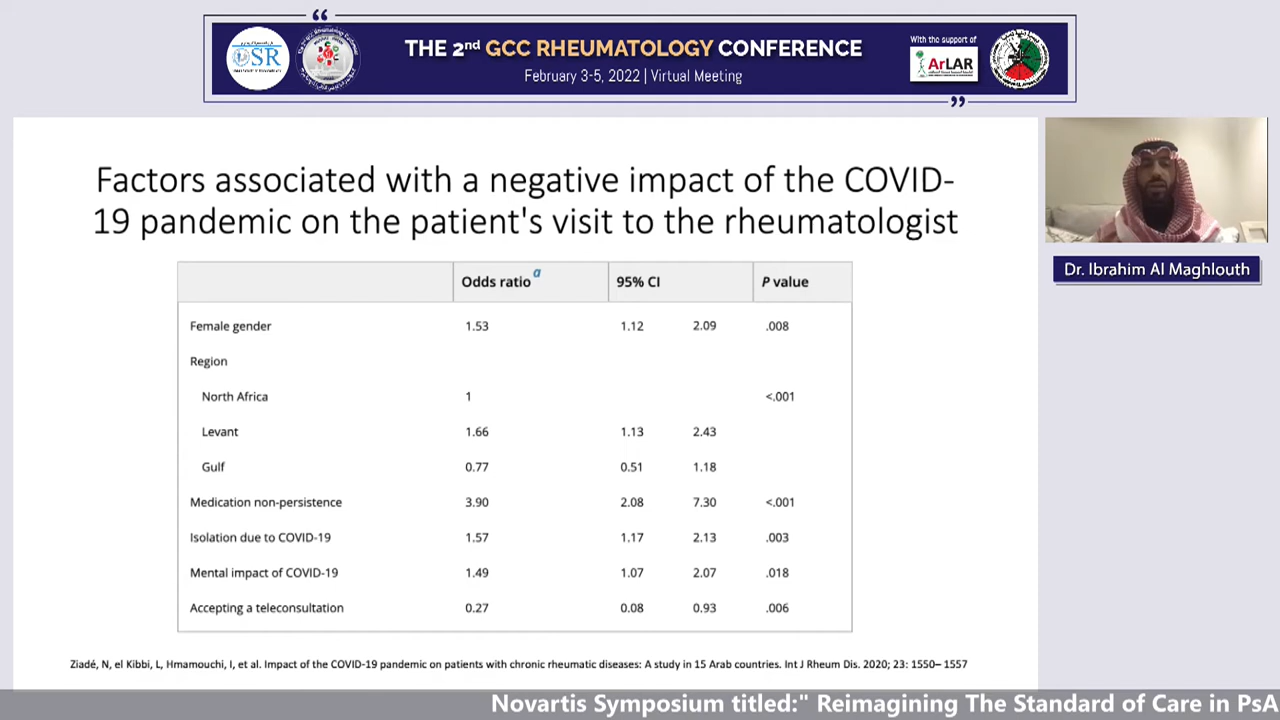 “
THE 2nd GCC RHEUMATOLOGY CONFERENCE
February 3-5, 2022 | Virtual Meeting
”
SR
With the support of
ArLAR
Factors associated with a negative impact of the COVID-
19 pandemic on the patient's visit to the rheumatologist
Odds ratio a 95% CI P value
Female gender 1.53 1.12 2.09 .008
Region
North Africa 1 <.001
Levant 1.66 1.13 2.43
Gulf 0.77 0.51 1.18
Medication non-persistence 3.90 2.08 7.30 <.001
Isolation due to COVID-19 1.57 1.17 2.13 .003
Mental impact of COVID-19 1.49 1.07 2.07 .018
Accepting a teleconsultation 0.27 0.08 0.93 .006
Ziadé, N, el Kibbi, L, Hmamouchi, I, et al. Impact of the COVID-19 pandemic on patients with chronic rheumatic diseases: A study in 15 Arab countries. Int J Rheum Dis. 2020; 23: 1550– 1557
Dr. Ibrahim Al Maghlouth
Novartis Symposium titled:" Reimagining The Standard of Care in PsA